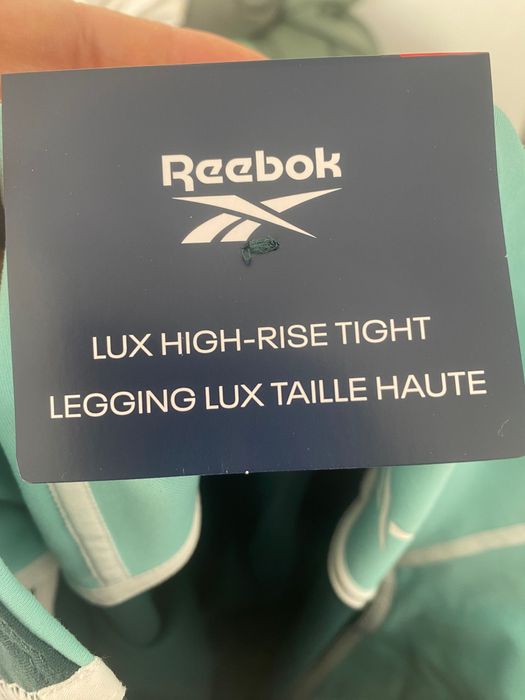 Reebok
LUX HIGH-RISE TIGHT
LEGGING LUX TAILLE HAUTE